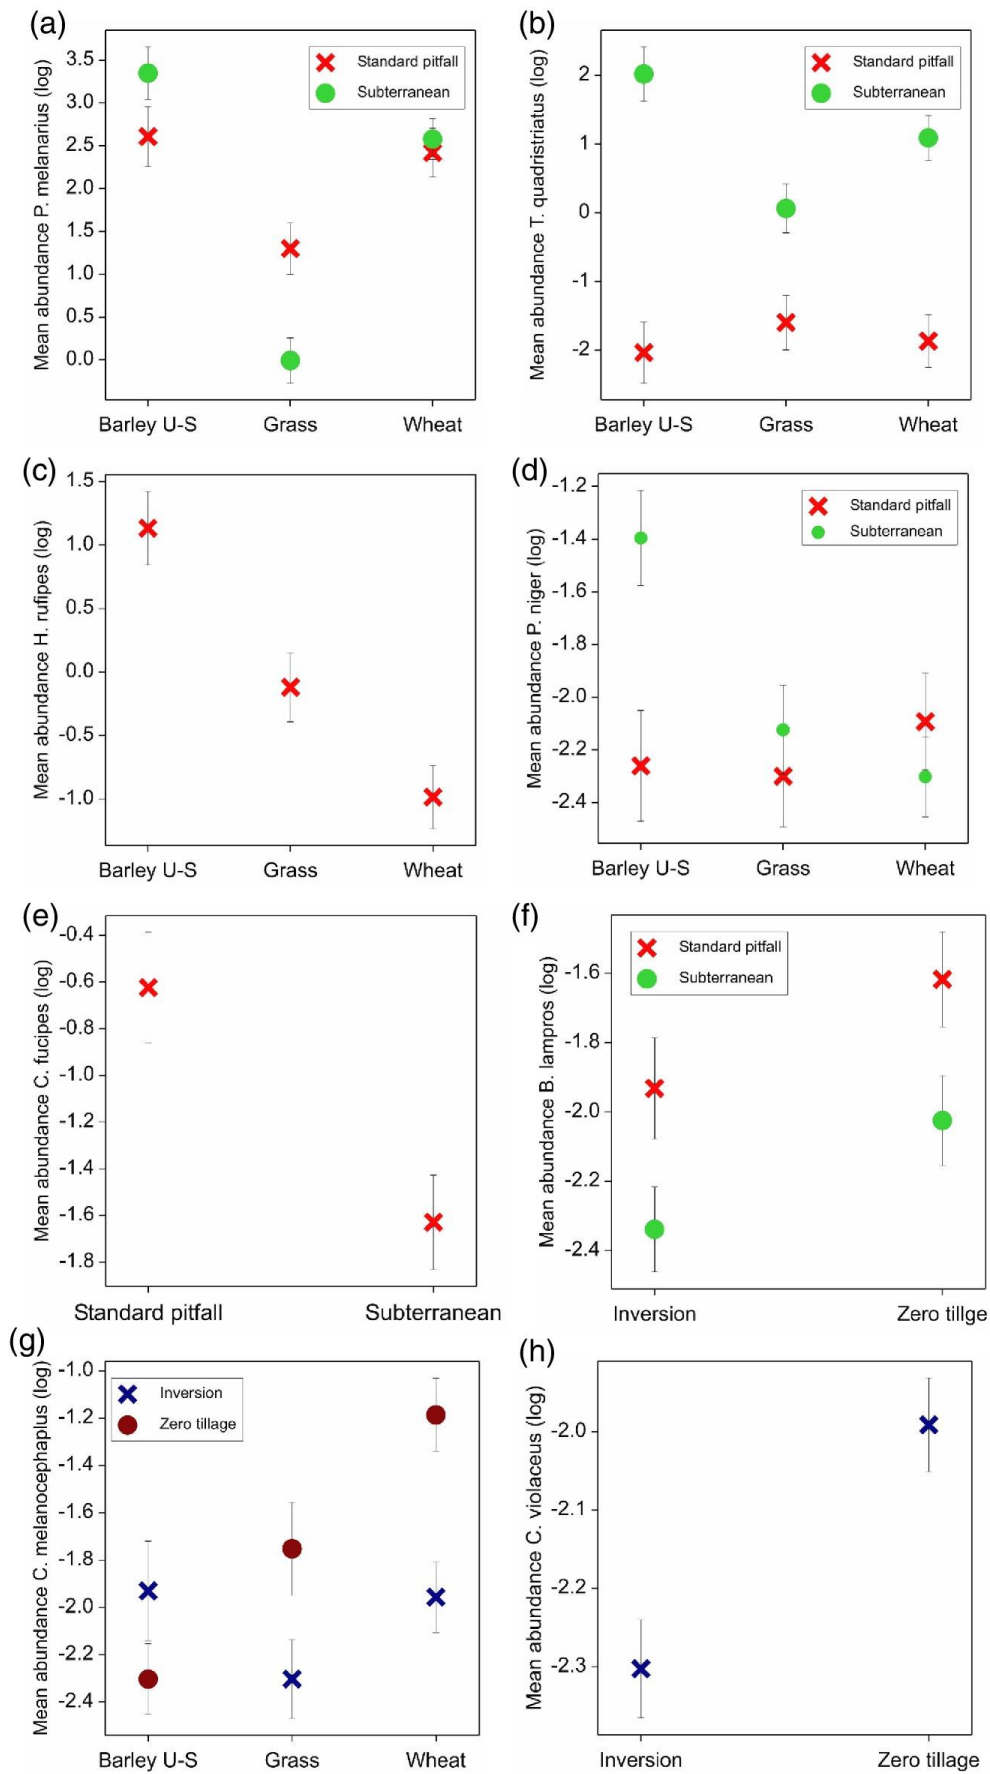 (a)
Mean abundance P. melanarius (log)
3.5
3.0
2.5
2.0
1.5
1.0
0.5
0.0
Standard pitfall
Subterranean
Barley U-S Grass Wheat
(b)
Mean abundance T. quadristriatus (log)
2
1
0
-1
-2
Standard pitfall
Subterranean
Barley U-S Grass Wheat
(c)
Mean abundance H. rufipes (log)
1.5
1.0
0.5
0.0
-0.5
-1.0
Barley U-S Grass Wheat
(d)
Mean abundance P. niger (log)
-1.2
-1.4
-1.6
-1.8
-2.0
-2.2
-2.4
Standard pitfall
Subterranean
Barley U-S Grass Wheat
(e)
Mean abundance C. fucipes (log)
-0.4
-0.6
-0.8
-1.0
-1.2
-1.4
-1.6
-1.8
Standard pitfall Subterranean
(f)
Mean abundance B. lampros (log)
-1.6
-1.8
-2.0
-2.2
-2.4
Standard pitfall
Subterranean
Inversion Zero tillge
(g)
Mean abundance C. melanocephaplus (log)
-1.0
-1.2
-1.4
-1.6
-1.8
-2.0
-2.2
-2.4
Inversion
Zero tillage
Barley U-S Grass Wheat
(h)
Mean abundance C. violaceus (log)
-2.0
-2.1
-2.2
-2.3
Inversion Zero tillage